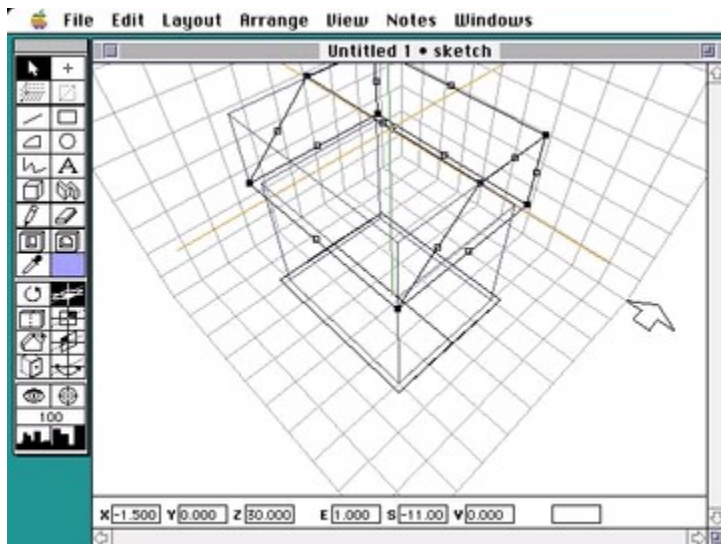 File Edit Layout Arrange View Notes Windows
Untitled 1 • sketch
A
100
X -1.500 Y 0.000 Z 30.000 E 1.000 S -11.00 V 0.000